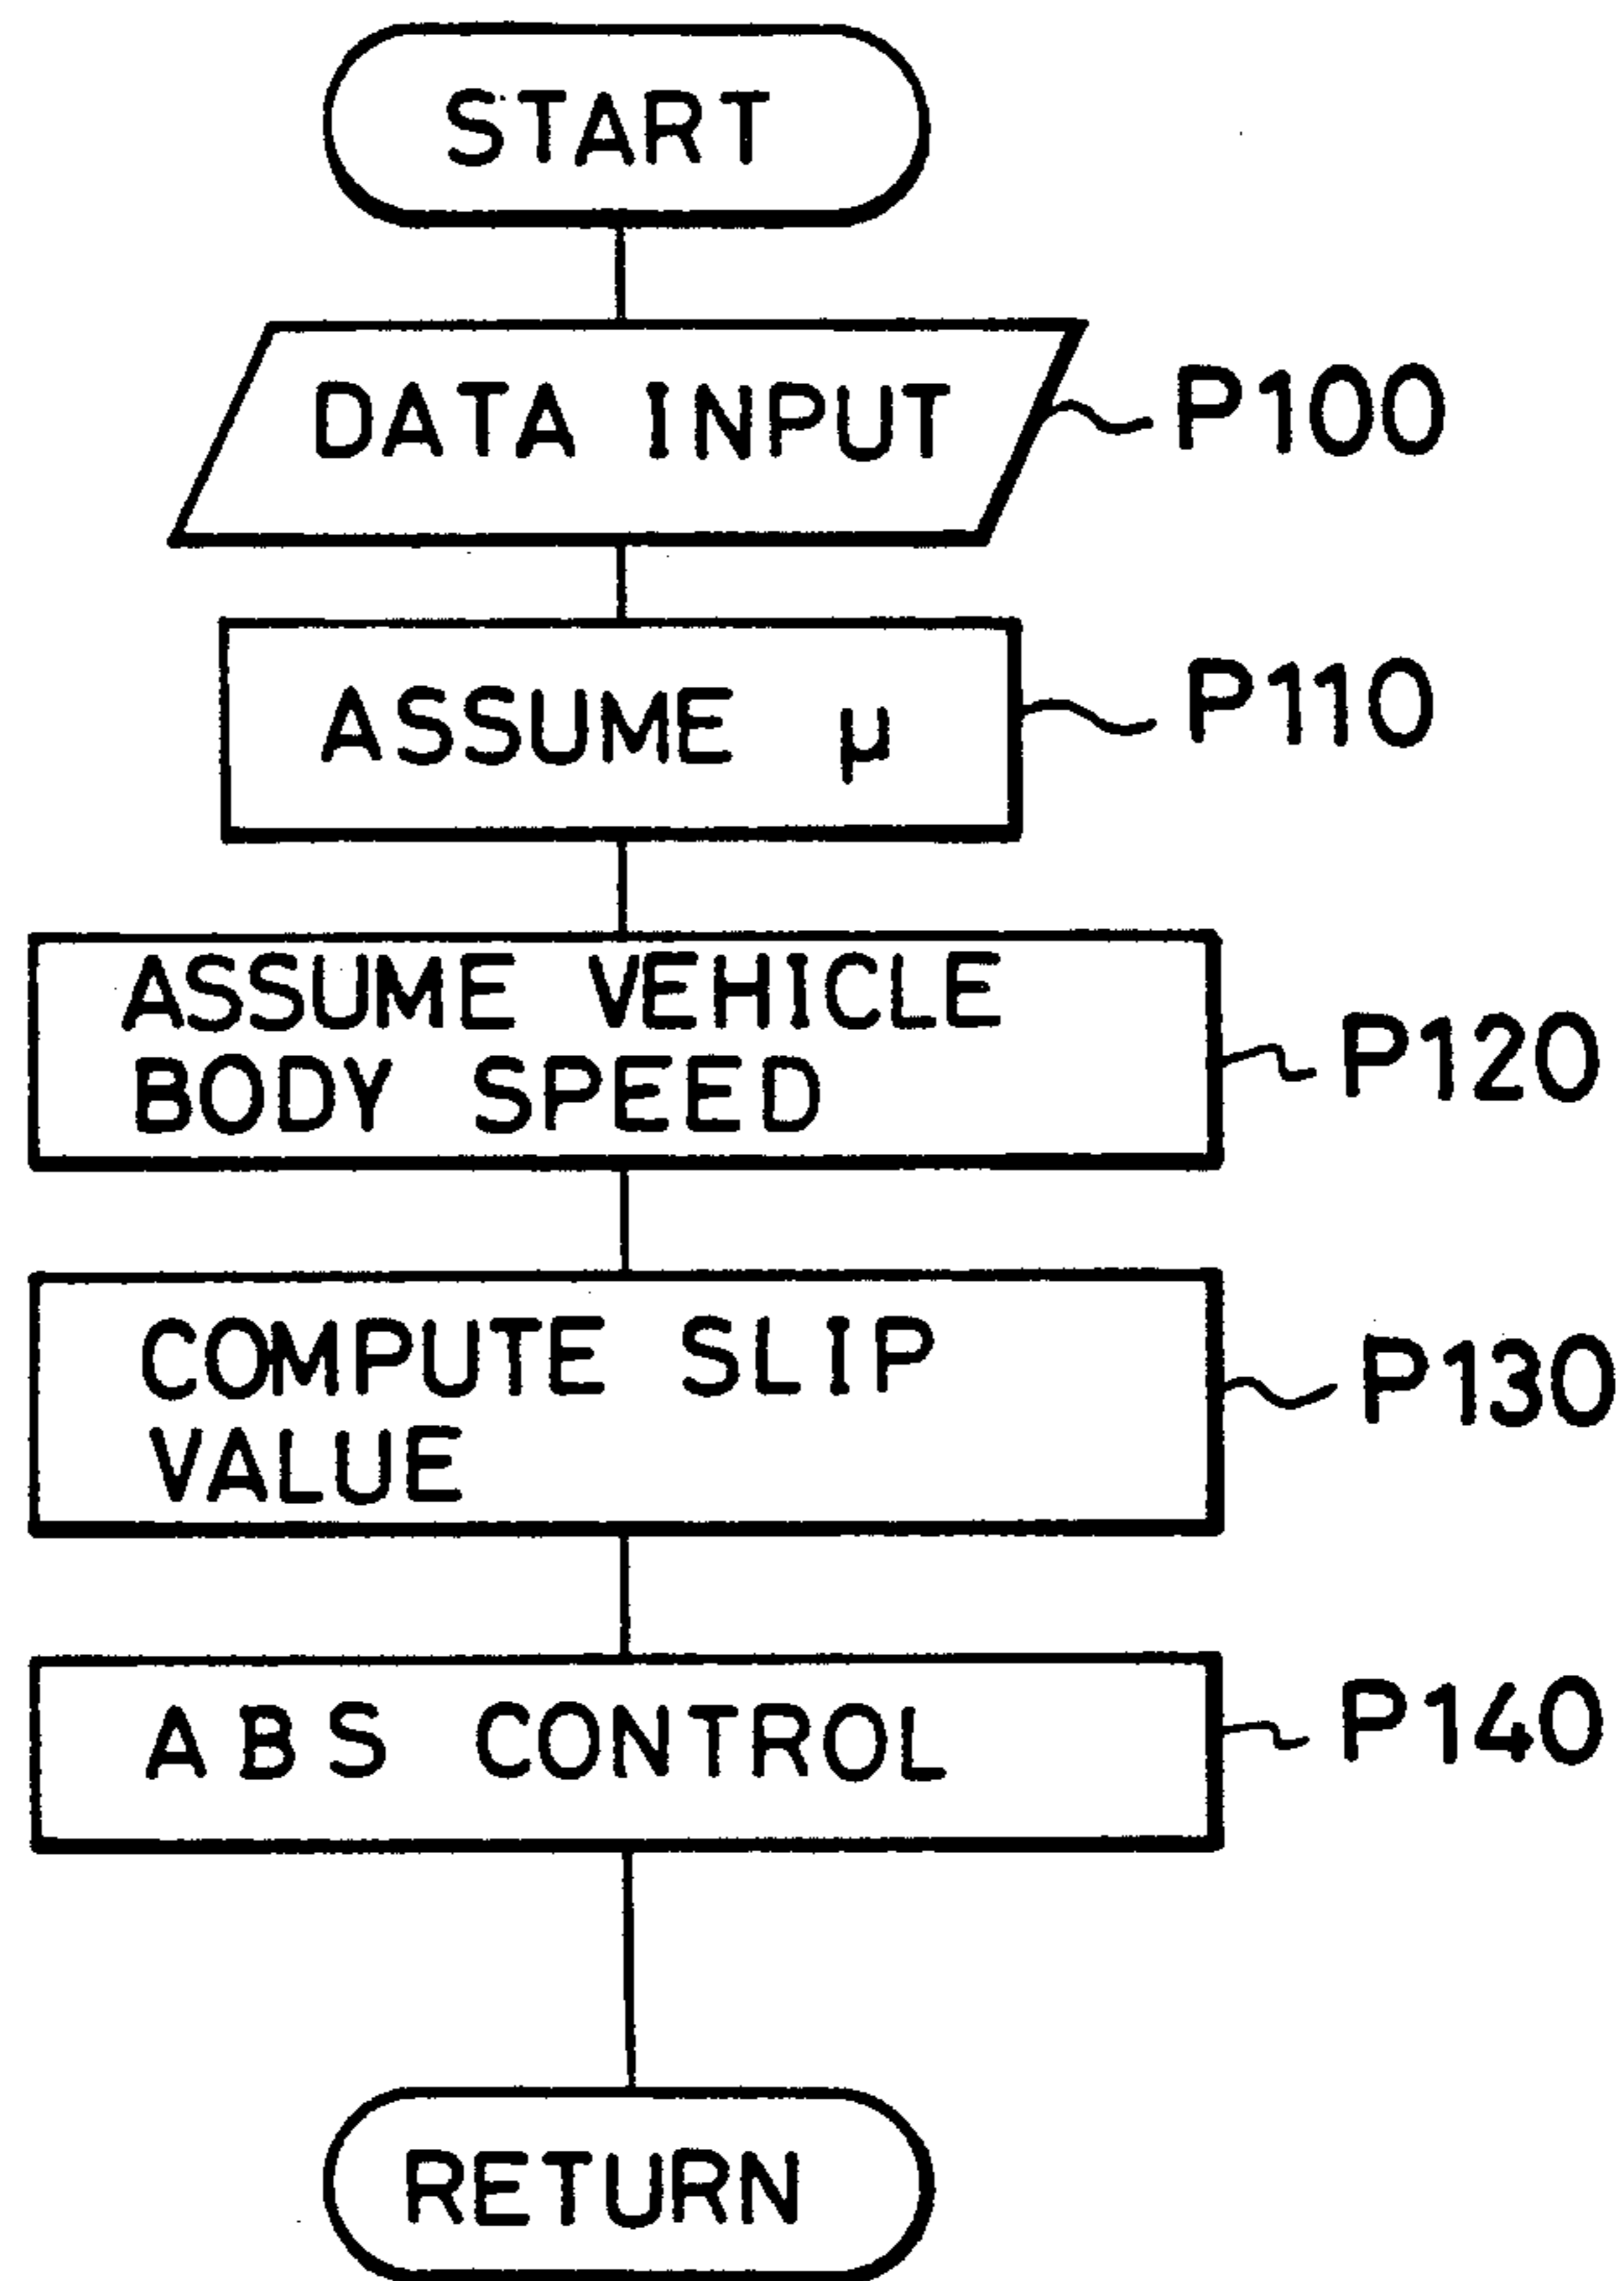 START
DATA INPUT
P100
ASSUME μ
P110
ASSUME VEHICLE
BODY SPEED
P120
COMPUTE SLIP
VALUE
P130
ABS CONTROL
P140
RETURN